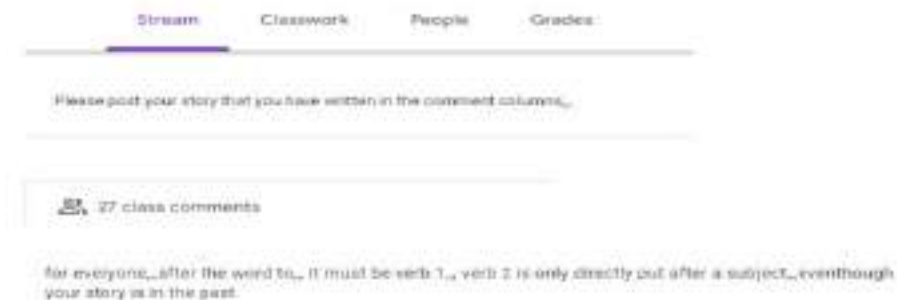 Stream Classwork People Grades
Please post your story that you have written in the comment columns,,
27 class comments
for everyone,,after the word to,, it must be verb 1,, verb 2 is only directly put after a subject,,eventhough
your story is in the past.